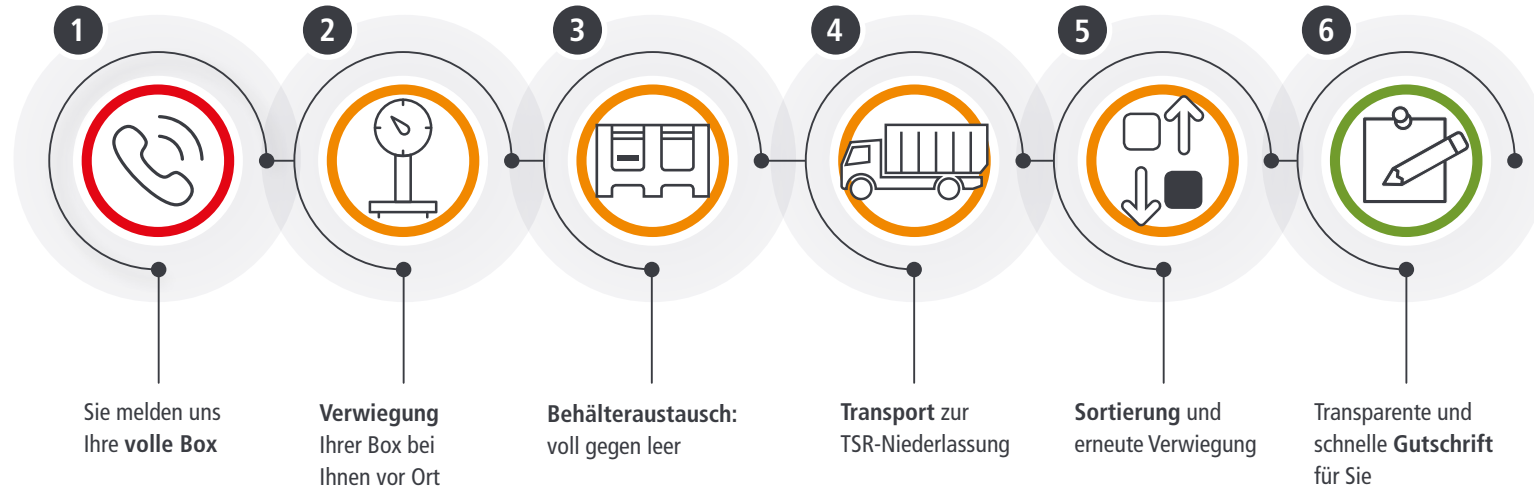 1
2
3
4
5
6
Sie melden uns
Ihre volle Box
Verwiegung
Ihrer Box bei
Ihnen vor Ort
Behälteraustausch:
voll gegen leer
Transport zur
TSR-Niederlassung
Sortierung und
erneute Verwiegung
Transparente und
schnelle Gutschrift
für Sie